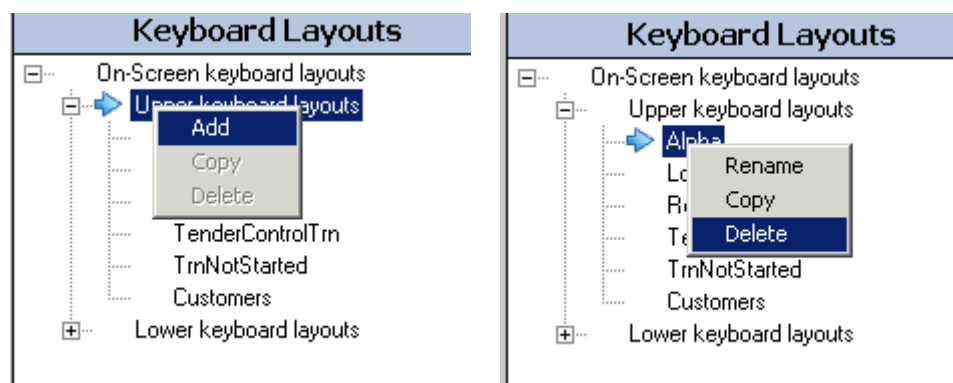 Keyboard Layouts
On-Screen keyboard layouts
Upper keyboard layouts
Add
Copy
Delete
TenderControlTrn
TrnNotStarted
Customers
Lower keyboard layouts
Keyboard Layouts
On-Screen keyboard layouts
Upper keyboard layouts
Alpha
Rename
Copy
Delete
TrnNotStarted
Customers
Lower keyboard layouts